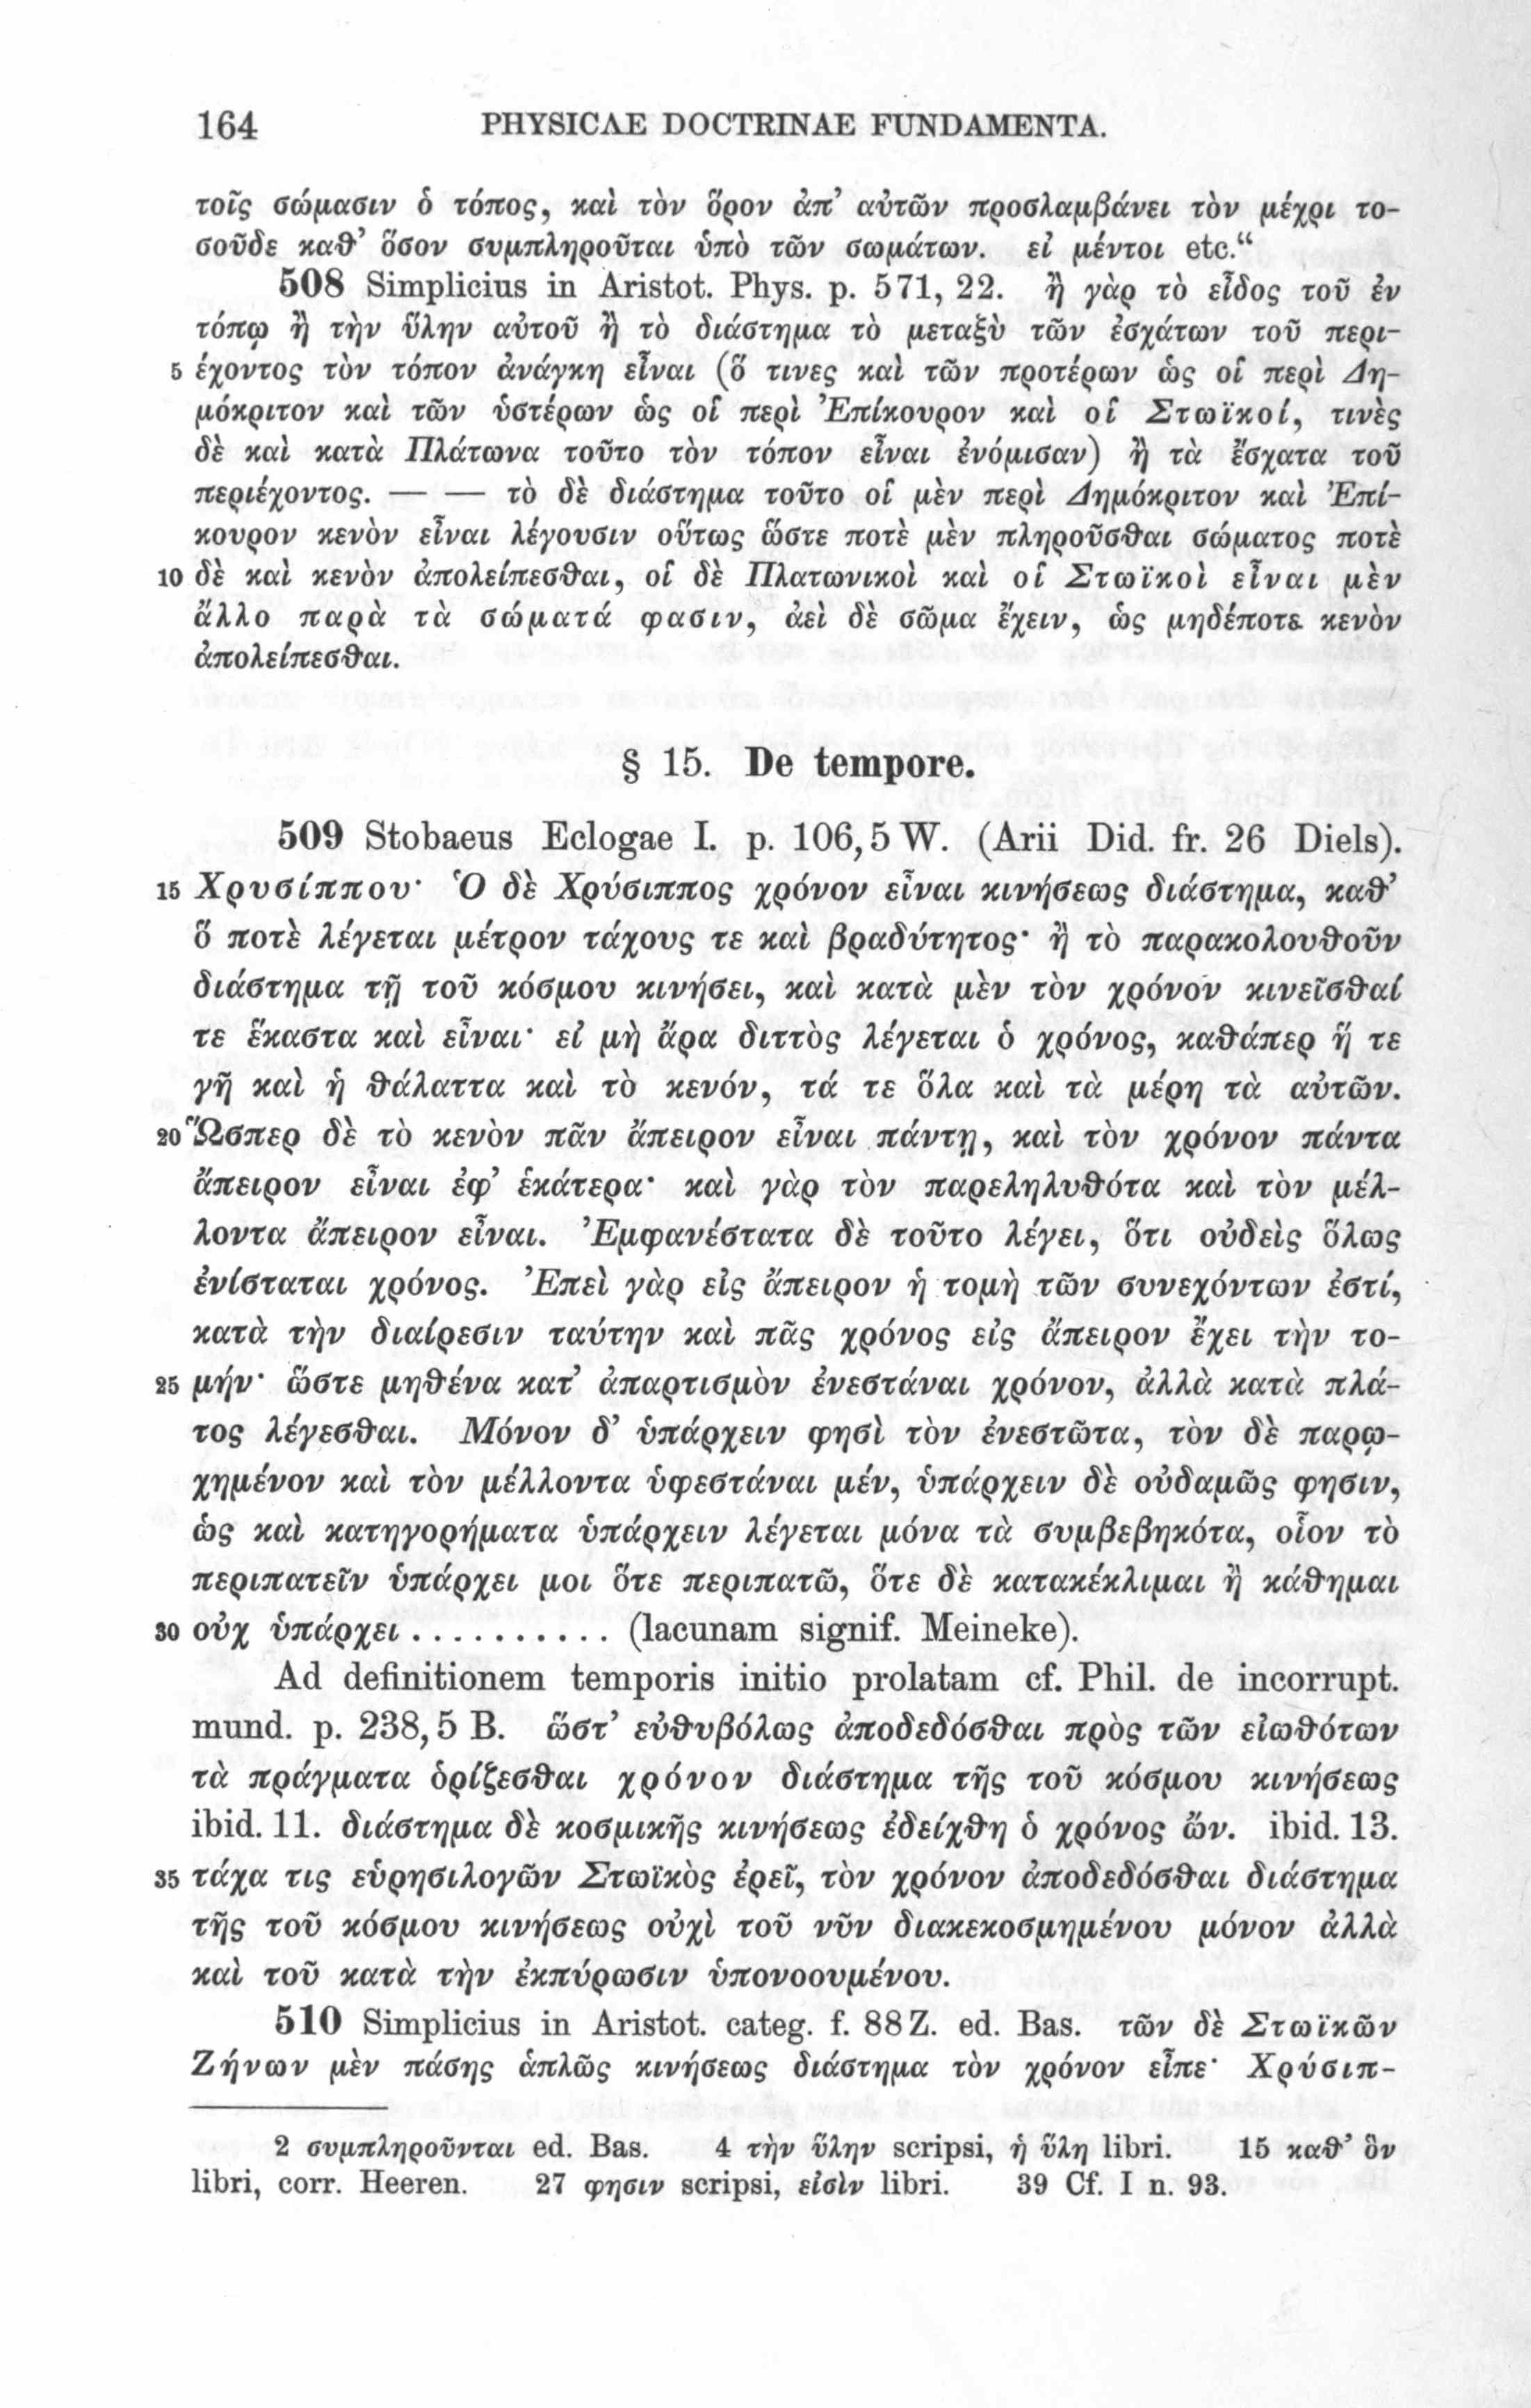 164 PHYSICAE DOCTRINAE FUNDAMENTA.
τοῖς σώμασιν ὁ τόπος, καὶ τὸν ὅρον ἀπ’ αὐτῶν προσλαμβάνει τὸν μέχρι το-
σοῦδε καθ’ ὅσον συμπληροῦται ὑπὸ τῶν σωμάτων. εἰ μέντοι etc.“
508 Simplicius in Aristot. Phys. p. 571, 22. ἢ γὰρ τὸ εἶδος τοῦ ἐν
τόπῳ ἢ τὴν ὕλην αὐτοῦ ἢ τὸ διάστημα τὸ μεταξὺ τῶν ἐσχάτων τοῦ περι-
5 έχοντος τὸν τόπον ἀνάγκη εἶναι (ὅ τινες καὶ τῶν προτέρων ὡς οἱ περὶ Δη-
μόκριτον καὶ τῶν ὑστέρων ὡς οἱ περὶ Ἐπίκουρον καὶ οἱ Στωϊκοί, τινὲς
δὲ καὶ κατὰ Πλάτωνα τοῦτο τὸν τόπον εἶναι ἐνόμισαν) ἢ τὰ ἔσχατα τοῦ
περιέχοντος. — — τὸ δὲ διάστημα τοῦτο οἱ μὲν περὶ Δημόκριτον καὶ Ἐπί-
κουρον κενὸν εἶναι λέγουσιν οὕτως ὥστε ποτὲ μὲν πληροῦσθαι σώματος ποτὲ
10 δὲ καὶ κενὸν ἀπολείπεσθαι, οἱ δὲ Πλατωνικοὶ καὶ οἱ Στωϊκοὶ εἶναι μὲν
ἄλλο παρὰ τὰ σώματά φασιν, ἀεὶ δὲ σῶμα ἔχειν, ὡς μηδέποτε κενὸν
ἀπολείπεσθαι.
§ 15. De tempore.
509 Stobaeus Eclogae I. p. 106,5 W. (Arii Did. fr. 26 Diels).
15 Χρυσίππου· Ὁ δὲ Χρύσιππος χρόνον εἶναι κινήσεως διάστημα, καθ’
ὅ ποτὲ λέγεται μέτρον τάχους τε καὶ βραδύτητος· ἢ τὸ παρακολουθοῦν
διάστημα τῇ τοῦ κόσμου κινήσει, καὶ κατὰ μὲν τὸν χρόνον κινεῖσθαί
τε ἕκαστα καὶ εἶναι· εἰ μὴ ἄρα διττὸς λέγεται ὁ χρόνος, καθάπερ ἥ τε
γῆ καὶ ἡ θάλαττα καὶ τὸ κενόν, τά τε ὅλα καὶ τὰ μέρη τὰ αὐτῶν.
20 Ὥσπερ δὲ τὸ κενὸν πᾶν ἄπειρον εἶναι πάντῃ, καὶ τὸν χρόνον πάντα
ἄπειρον εἶναι ἐφ’ ἑκάτερα· καὶ γὰρ τὸν παρεληλυθότα καὶ τὸν μέλ-
λοντα ἄπειρον εἶναι. Ἐμφανέστατα δὲ τοῦτο λέγει, ὅτι οὐδεὶς ὅλως
ἐνίσταται χρόνος. Ἐπεὶ γὰρ εἰς ἄπειρον ἡ τομὴ τῶν συνεχόντων ἐστί,
κατὰ τὴν διαίρεσιν ταύτην καὶ πᾶς χρόνος εἰς ἄπειρον ἔχει τὴν το-
25 μήν· ὥστε μηθένα κατ’ ἀπαρτισμὸν ἐνεστάναι χρόνον, ἀλλὰ κατὰ πλά-
τος λέγεσθαι. Μόνον δ’ ὑπάρχειν φησὶ τὸν ἐνεστῶτα, τὸν δὲ παρῳ-
χημένον καὶ τὸν μέλλοντα ὑφεστάναι μέν, ὑπάρχειν δὲ οὐδαμῶς φησιν,
ὡς καὶ κατηγορήματα ὑπάρχειν λέγεται μόνα τὰ συμβεβηκότα, οἷον τὸ
περιπατεῖν ὑπάρχει μοι ὅτε περιπατῶ, ὅτε δὲ κατακέκλιμαι ἢ κάθημαι
30 οὐχ ὑπάρχει . . . . . . . . . . (lacunam signif. Meineke).
Ad definitionem temporis initio prolatam cf. Phil. de incorrupt.
mund. p. 238,5 B. ὥστ’ εὐθυβόλως ἀποδεδόσθαι πρὸς τῶν εἰωθότων
τὰ πράγματα ὁρίζεσθαι χρόνον διάστημα τῆς τοῦ κόσμου κινήσεως
ibid. 11. διάστημα δὲ κοσμικῆς κινήσεως ἐδείχθη ὁ χρόνος ὤν. ibid. 13.
35 τάχα τις εὑρησιλογῶν Στωϊκὸς ἐρεῖ, τὸν χρόνον ἀποδεδόσθαι διάστημα
τῆς τοῦ κόσμου κινήσεως οὐχὶ τοῦ νῦν διακεκοσμημένου μόνον ἀλλὰ
καὶ τοῦ κατὰ τὴν ἐκπύρωσιν ὑπονοουμένου.
510 Simplicius in Aristot. categ. f. 88 Z. ed. Bas. τῶν δὲ Στωϊκῶν
Ζήνων μὲν πάσης ἁπλῶς κινήσεως διάστημα τὸν χρόνον εἶπε· Χρύσιπ-
2 συμπληροῦνται ed. Bas. 4 τὴν ὕλην scripsi, ἡ ὕλη libri. 15 καθ’ ὃν
libri, corr. Heeren. 27 φησιν scripsi, εἰσὶν libri. 39 Cf. I n. 93.